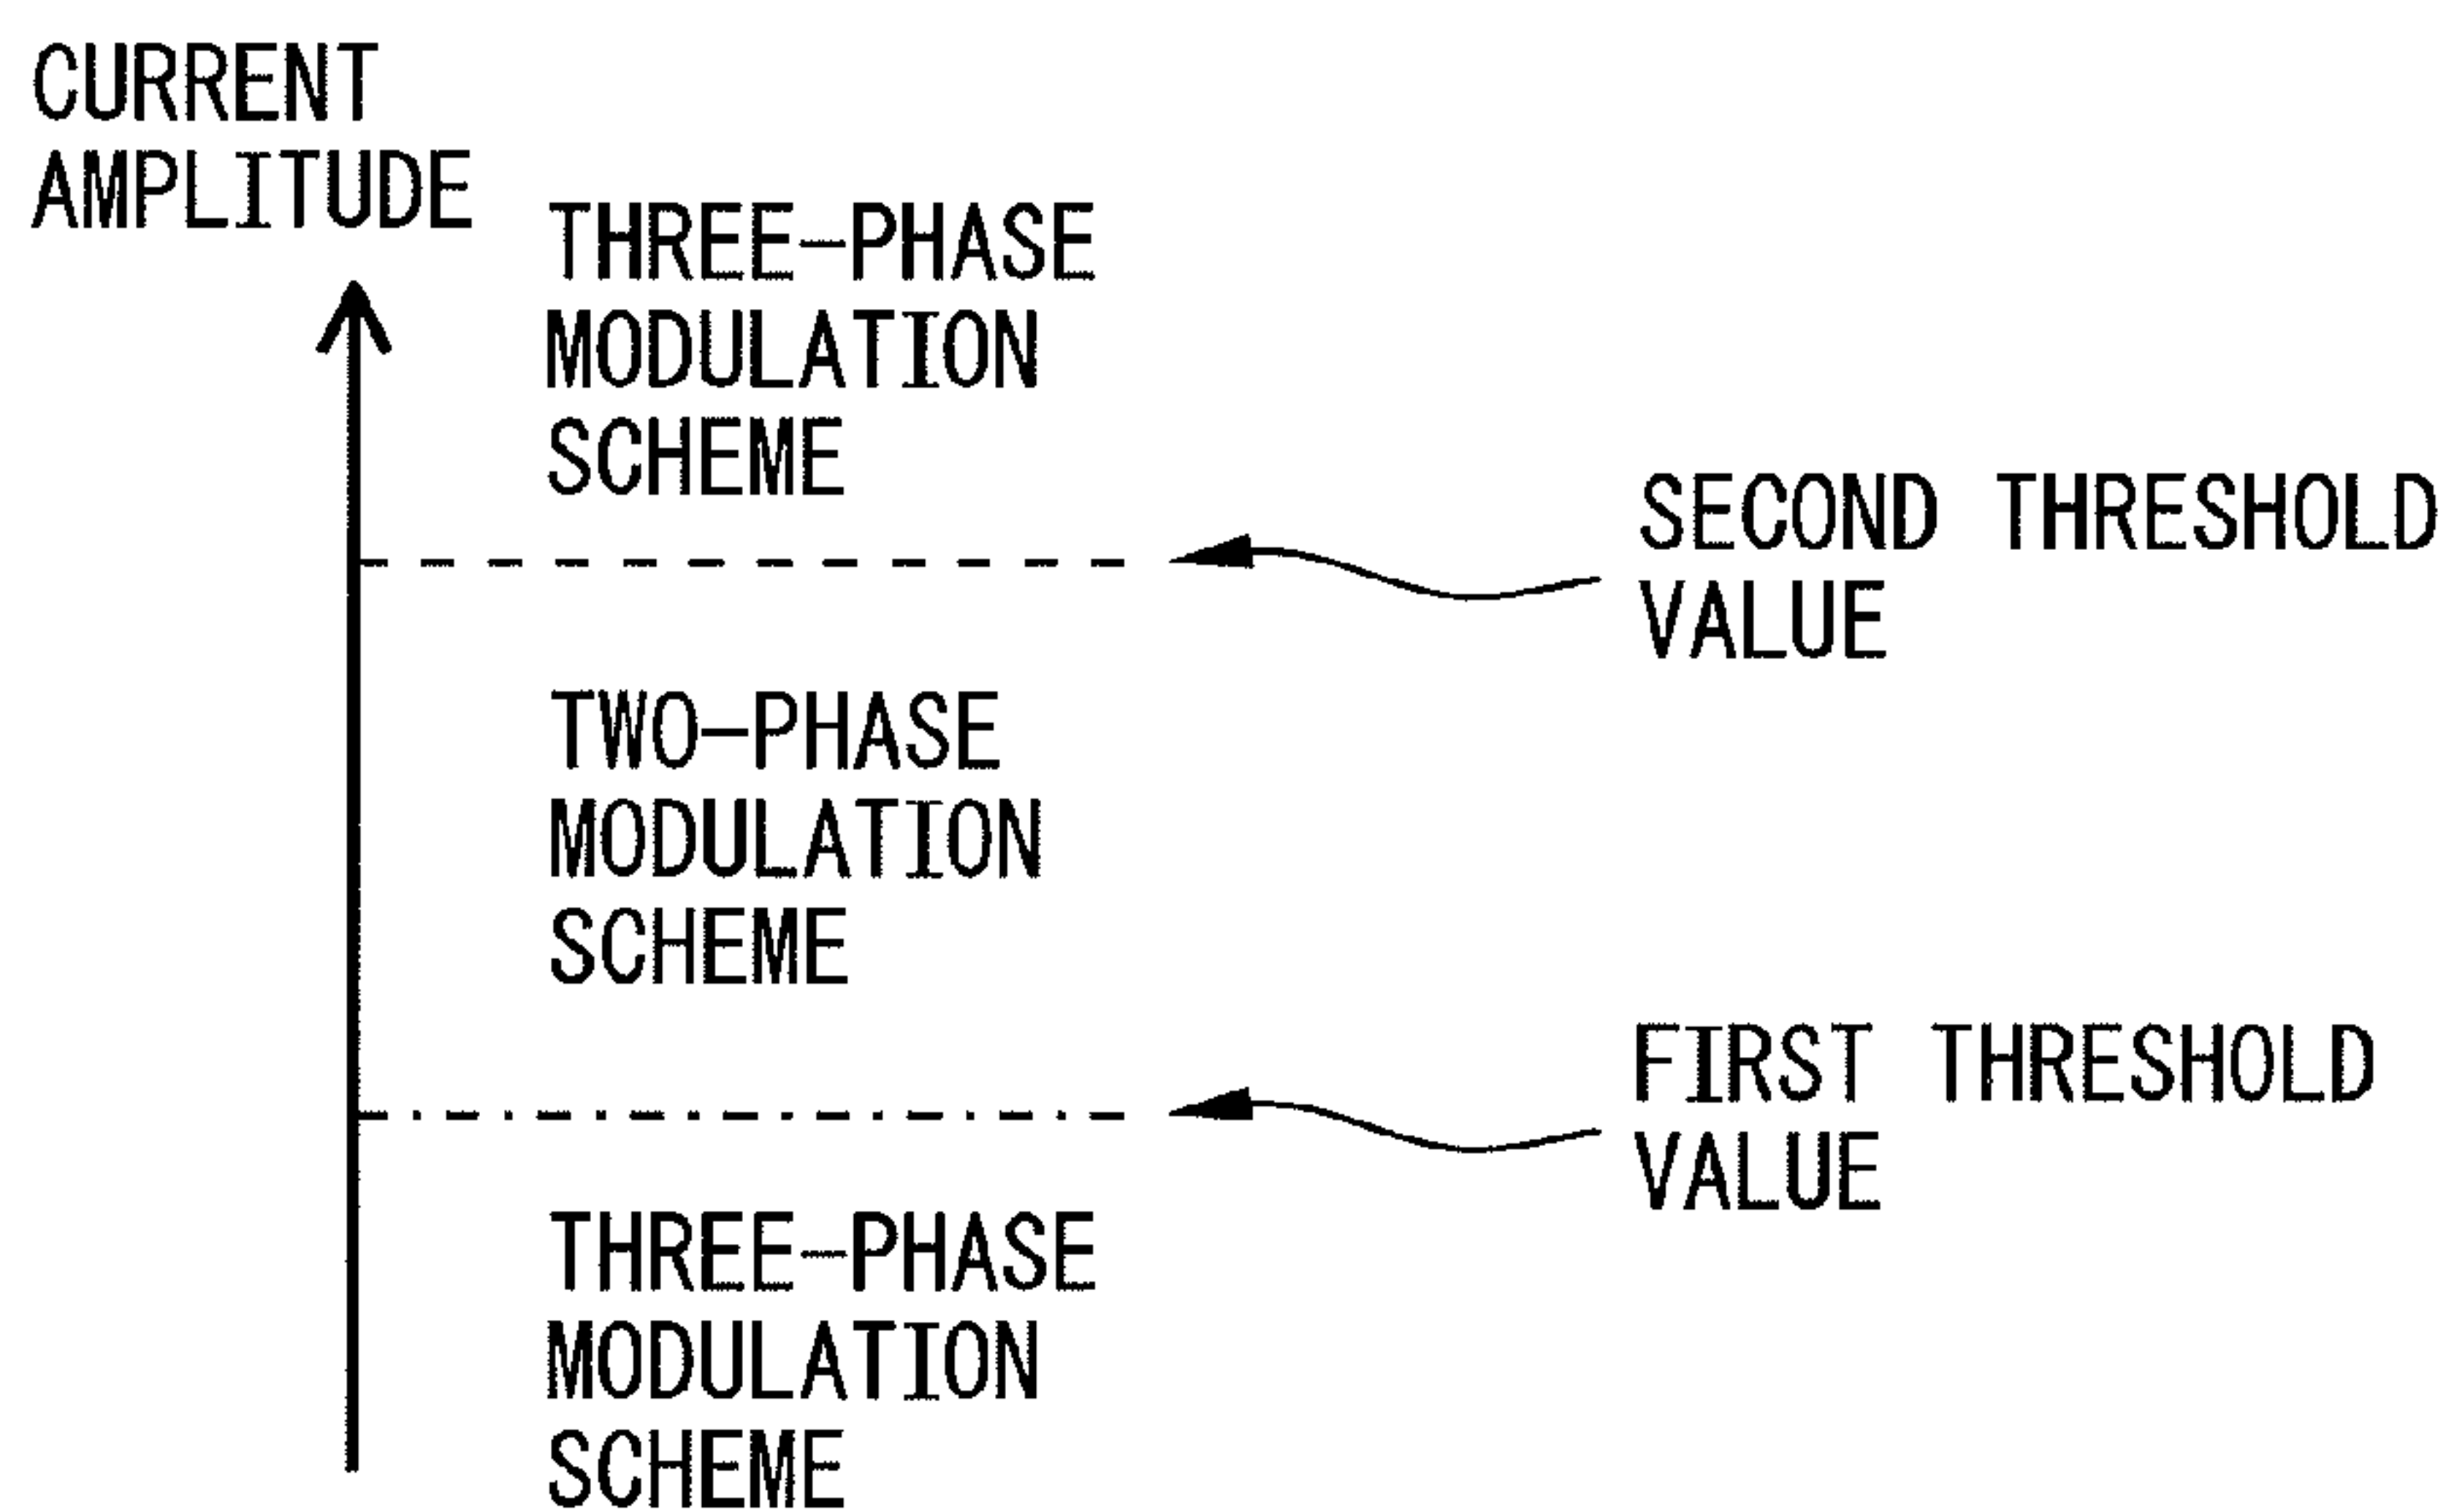 CURRENT
AMPLITUDE
THREE-PHASE
MODULATION
SCHEME
SECOND THRESHOLD
VALUE
TWO-PHASE
MODULATION
SCHEME
FIRST THRESHOLD
VALUE
THREE-PHASE
MODULATION
SCHEME